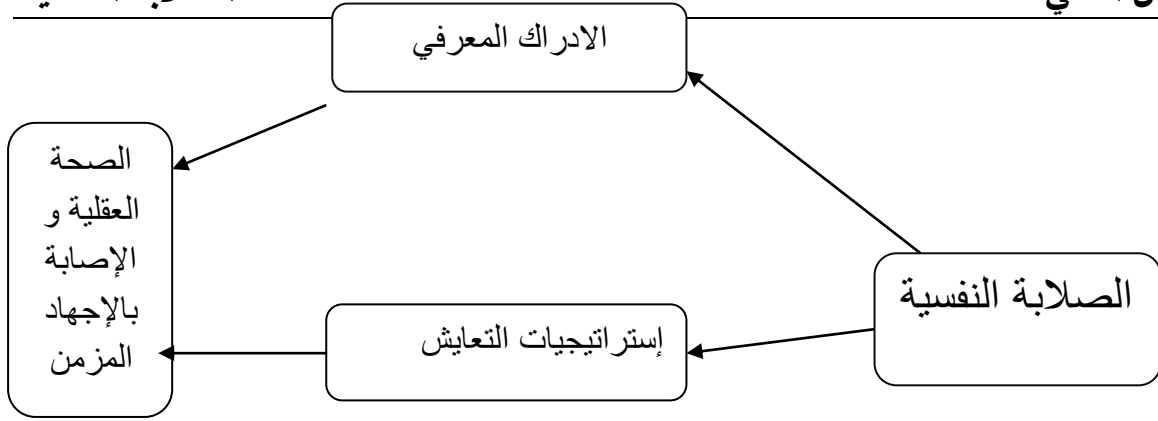 الادراك المعرفي
الصحة
العقلية و
الإصابة
بالإجهاد
المزمن
الصلابة النفسية
إستراتيجيات التعايش